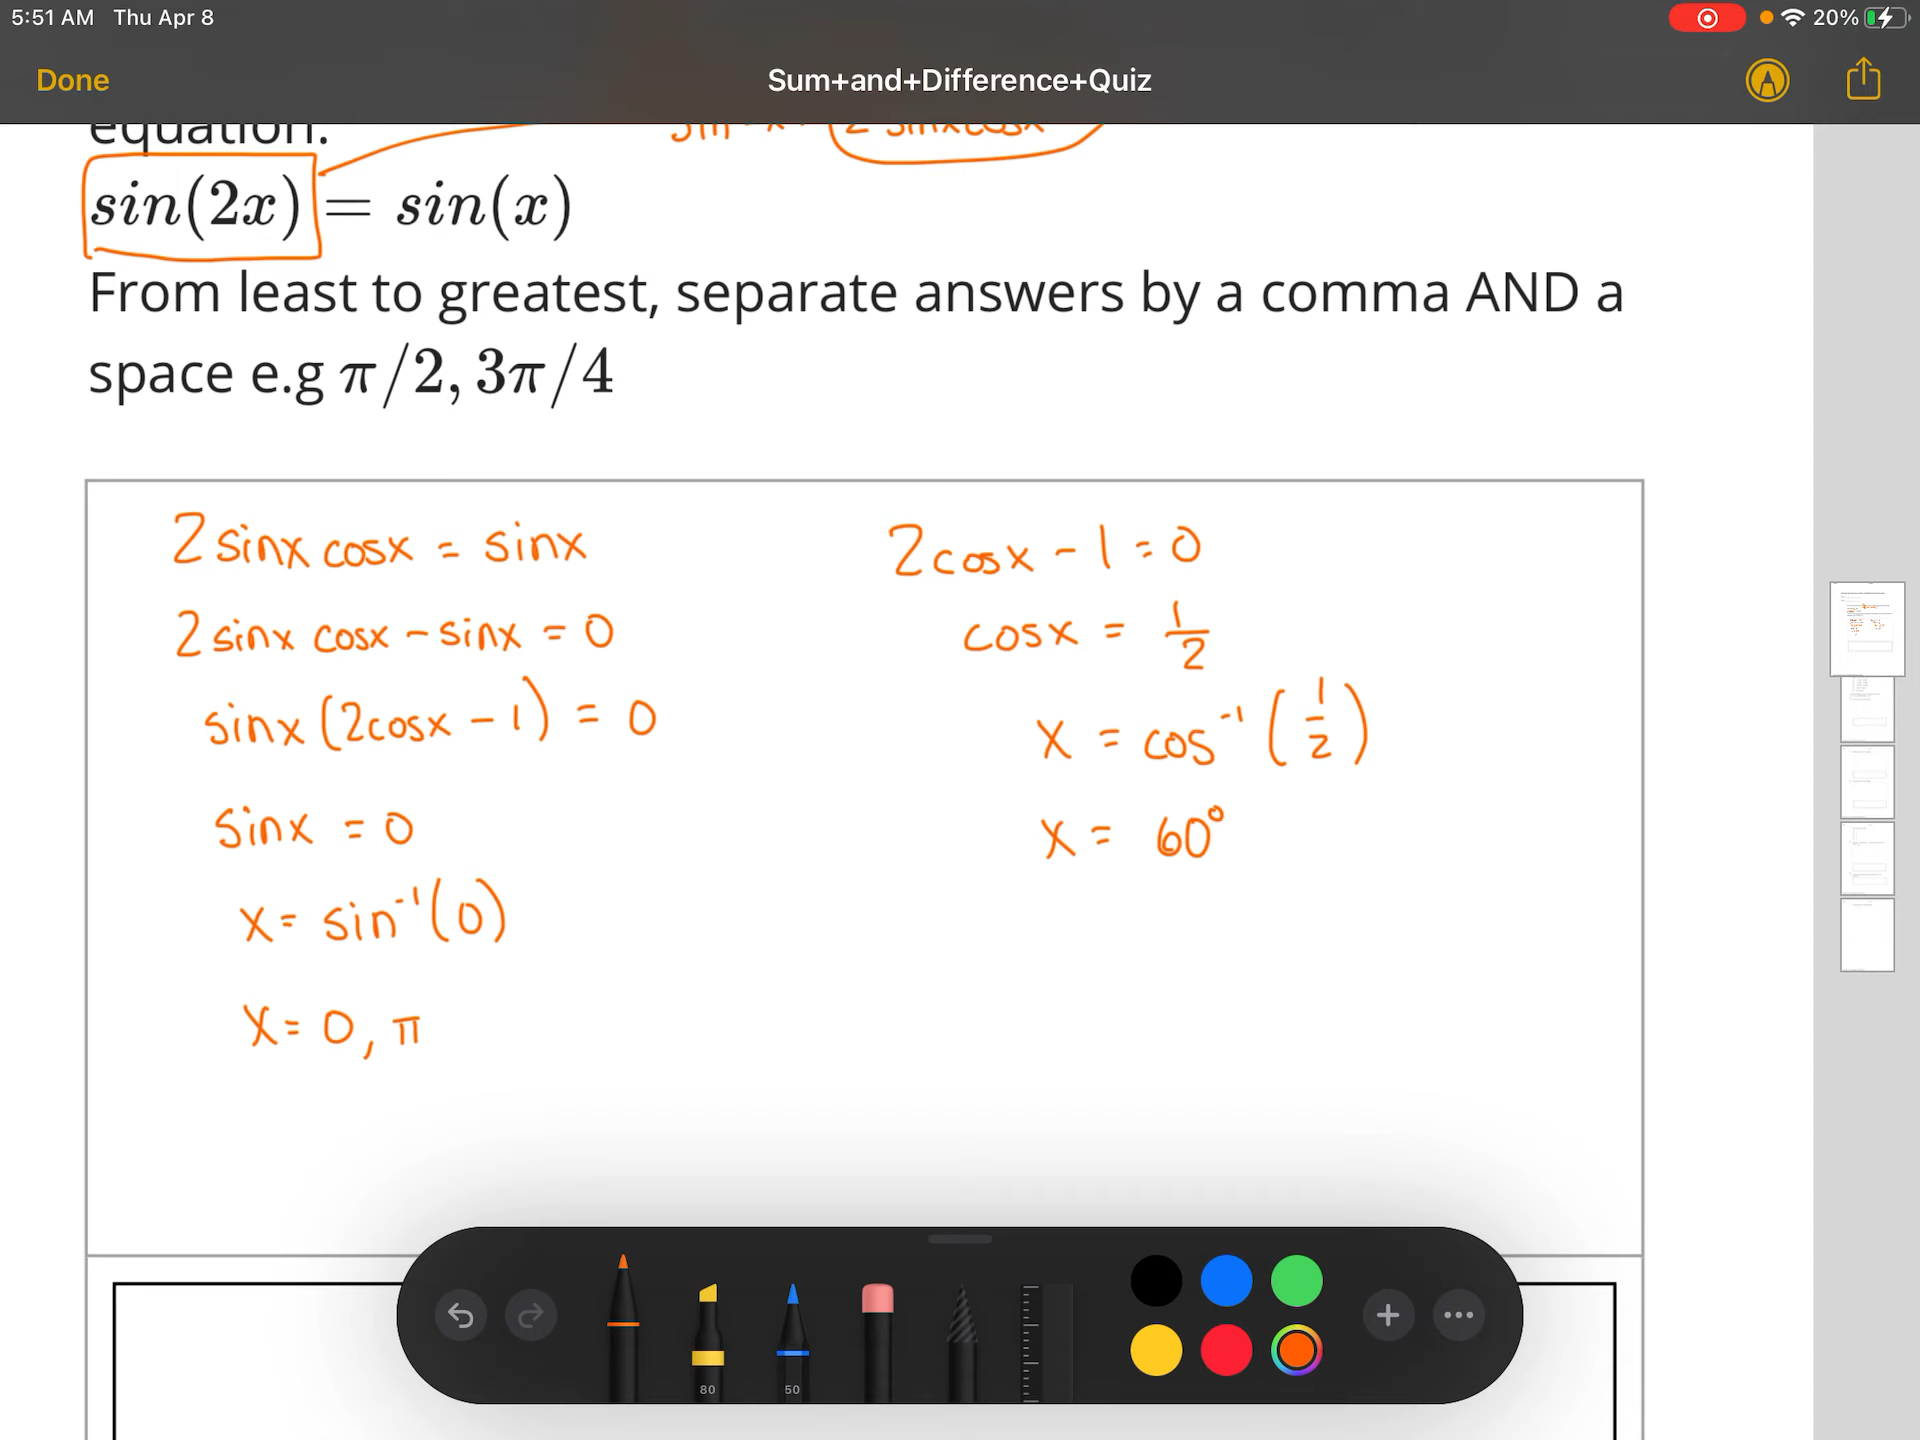 5:51 AM Thu Apr 8
20%
Done
Sum+and+Difference+Quiz
equation.
2 sinxcosx
sin(2x) = sin(x)
From least to greatest, separate answers by a comma AND a
space e.g π/2, 3π/4
2 sinx cosx = sinx
2 sinx cosx - sinx = 0
sinx (2cosx - 1) = 0
sinx = 0
x = sin⁻¹(0)
x = 0, π
2cosx - 1 = 0
cosx = 1/2
x = cos⁻¹(1/2)
x = 60°
80
50